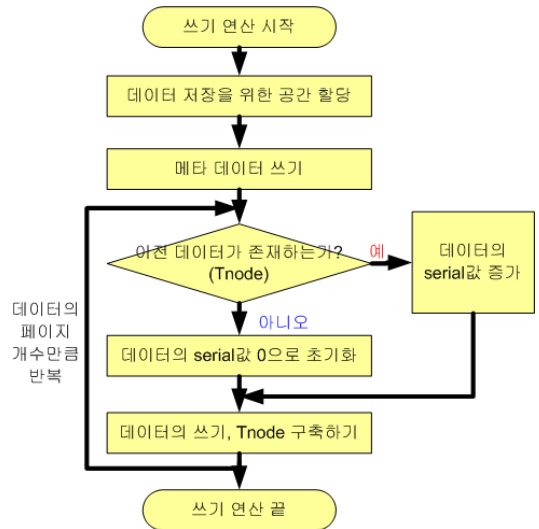 쓰기 연산 시작
데이터 저장을 위한 공간 할당
메타 데이터 쓰기
이전 데이터가 존재하는가?
(Tnode)
예
데이터의
serial값 증가
아니오
데이터의 serial값 0으로 초기화
데이터의
페이지
개수만큼
반복
데이터의 쓰기, Tnode 구축하기
쓰기 연산 끝